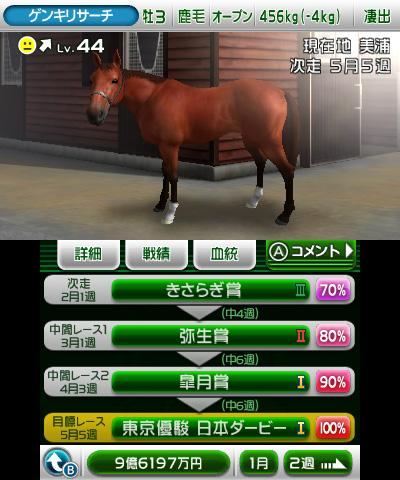 ゲンキリサーチ 牡3 鹿毛 オープン 456kg(-4kg) 凄出
Lv.44
現在地 美浦
次走 5月5週
詳細 戦績 血統 Ⓐコメント
次走 2月1週 きさらぎ賞 Ⅲ 70%
(中4週)
中間レース1 3月1週 弥生賞 Ⅱ 80%
(中6週)
中間レース2 4月3週 皐月賞 Ⅰ 90%
(中6週)
目標レース 5月5週 東京優駿 日本ダービー Ⅰ 100%
B 9億6197万円 1月 2週